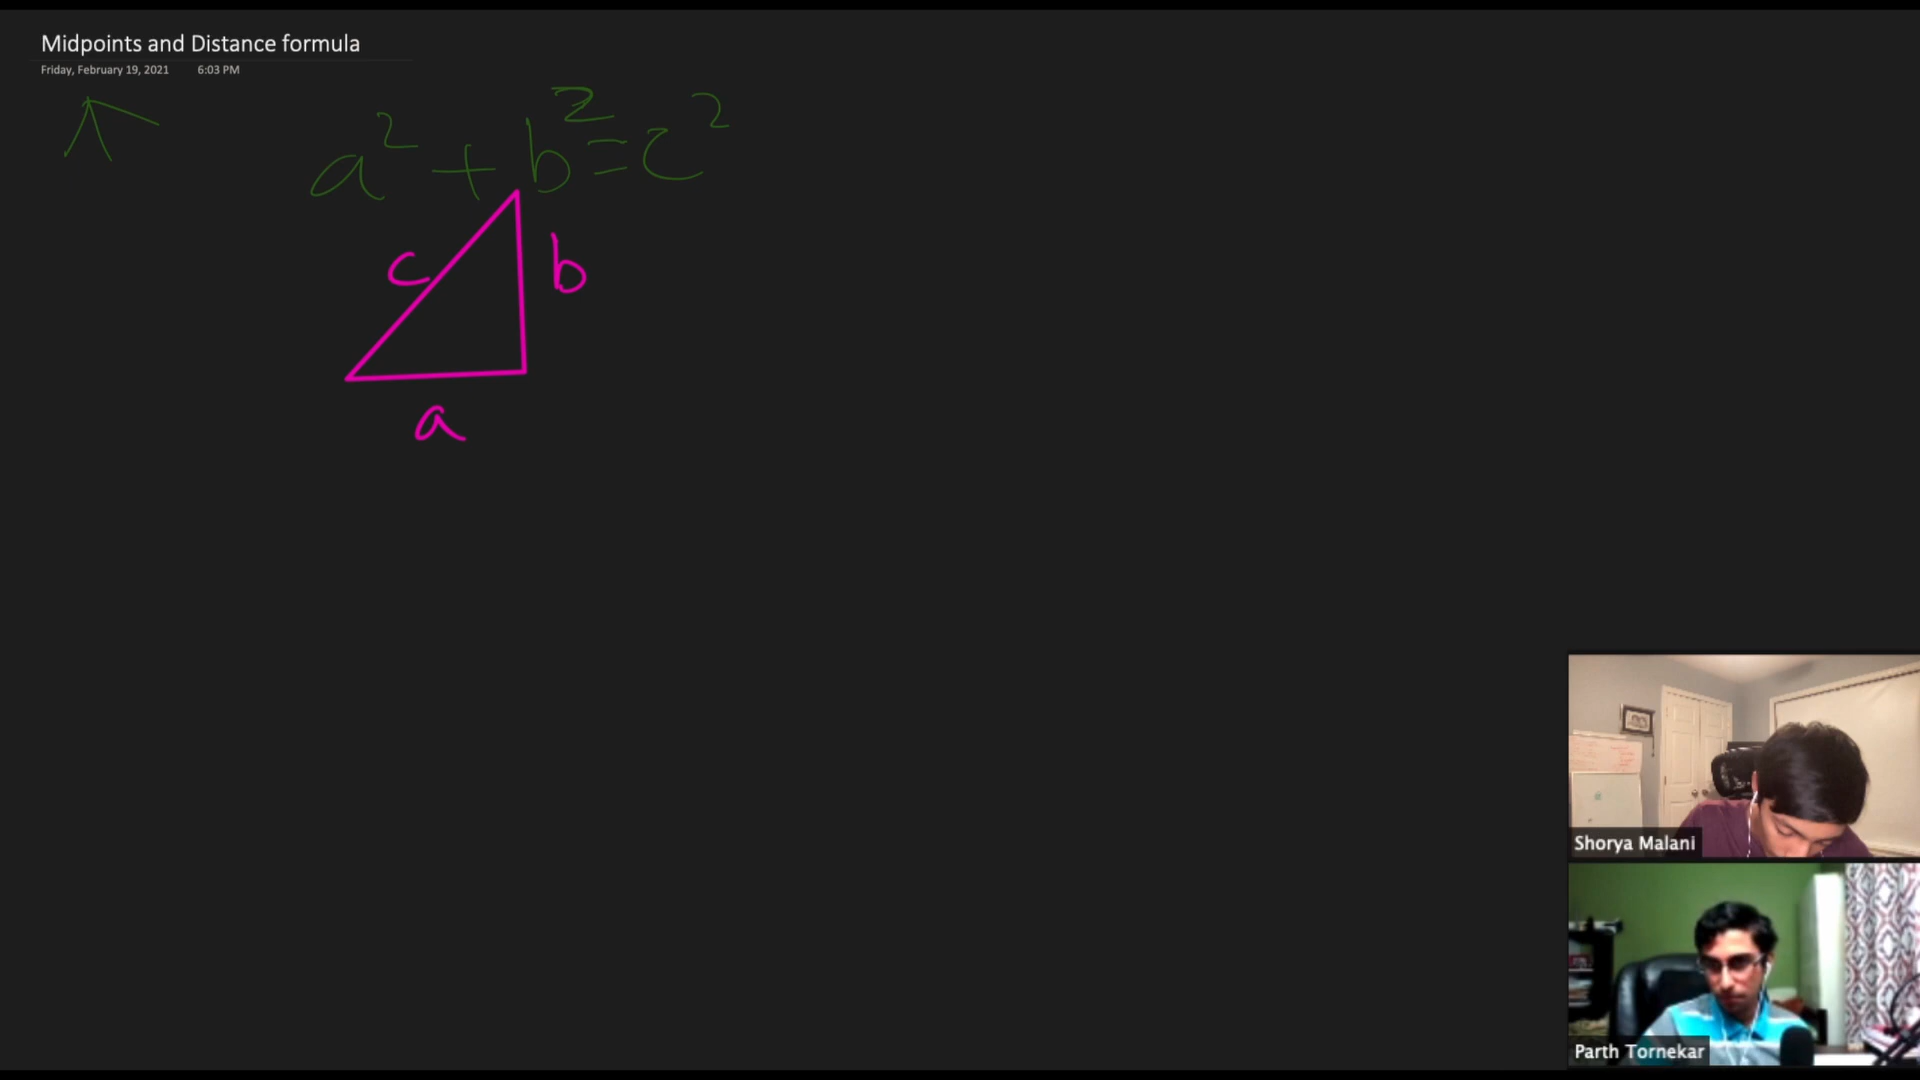 Midpoints and Distance formula
Friday, February 19, 2021 6:03 PM
a² + b² = c²
c
b
a
Shorya Malani
Parth Tornekar